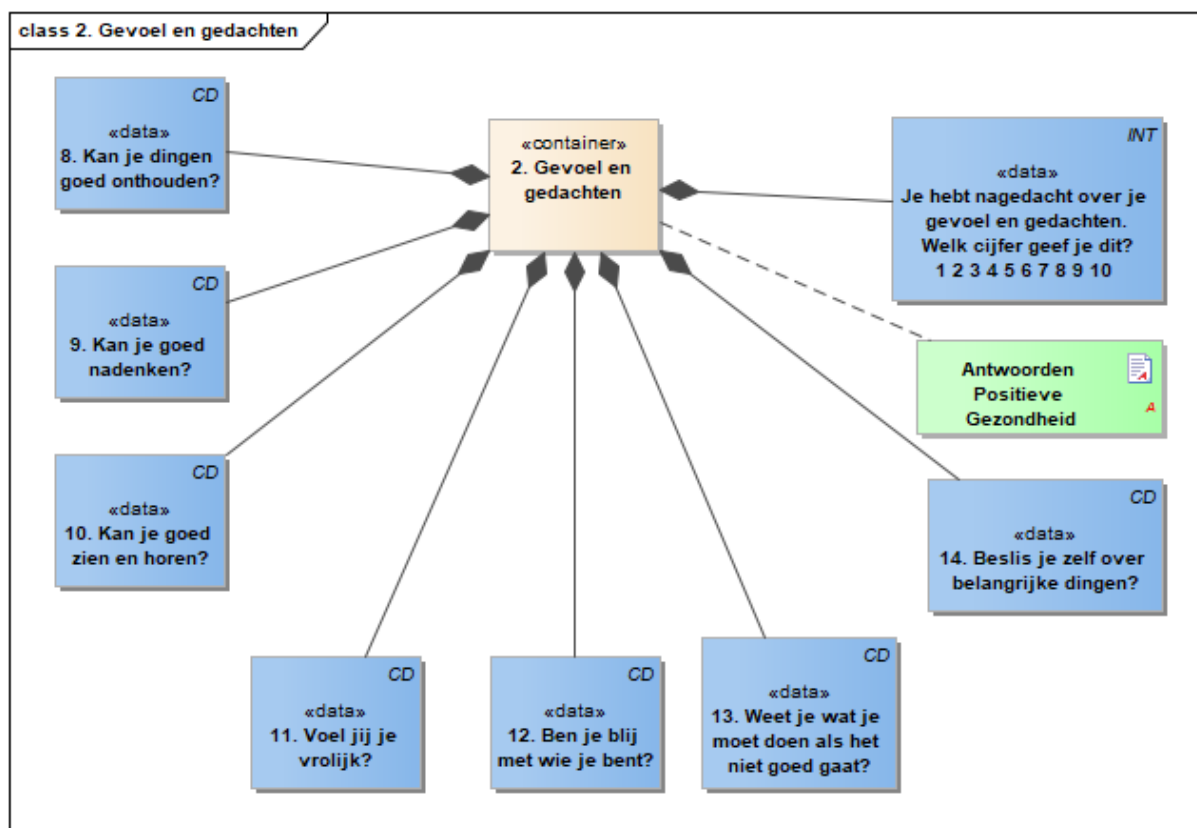 class 2. Gevoel en gedachten
CD
«data»
8. Kan je dingen
goed onthouden?
«container»
2. Gevoel en
gedachten
INT
«data»
Je hebt nagedacht over je
gevoel en gedachten.
Welk cijfer geef je dit?
1 2 3 4 5 6 7 8 9 10
CD
«data»
9. Kan je goed
nadenken?
Antwoorden
Positieve
Gezondheid
A
A
CD
«data»
10. Kan je goed
zien en horen?
CD
«data»
14. Beslis je zelf over
belangrijke dingen?
CD
«data»
11. Voel jij je
vrolijk?
CD
«data»
12. Ben je blij
met wie je bent?
CD
«data»
13. Weet je wat je
moet doen als het
niet goed gaat?